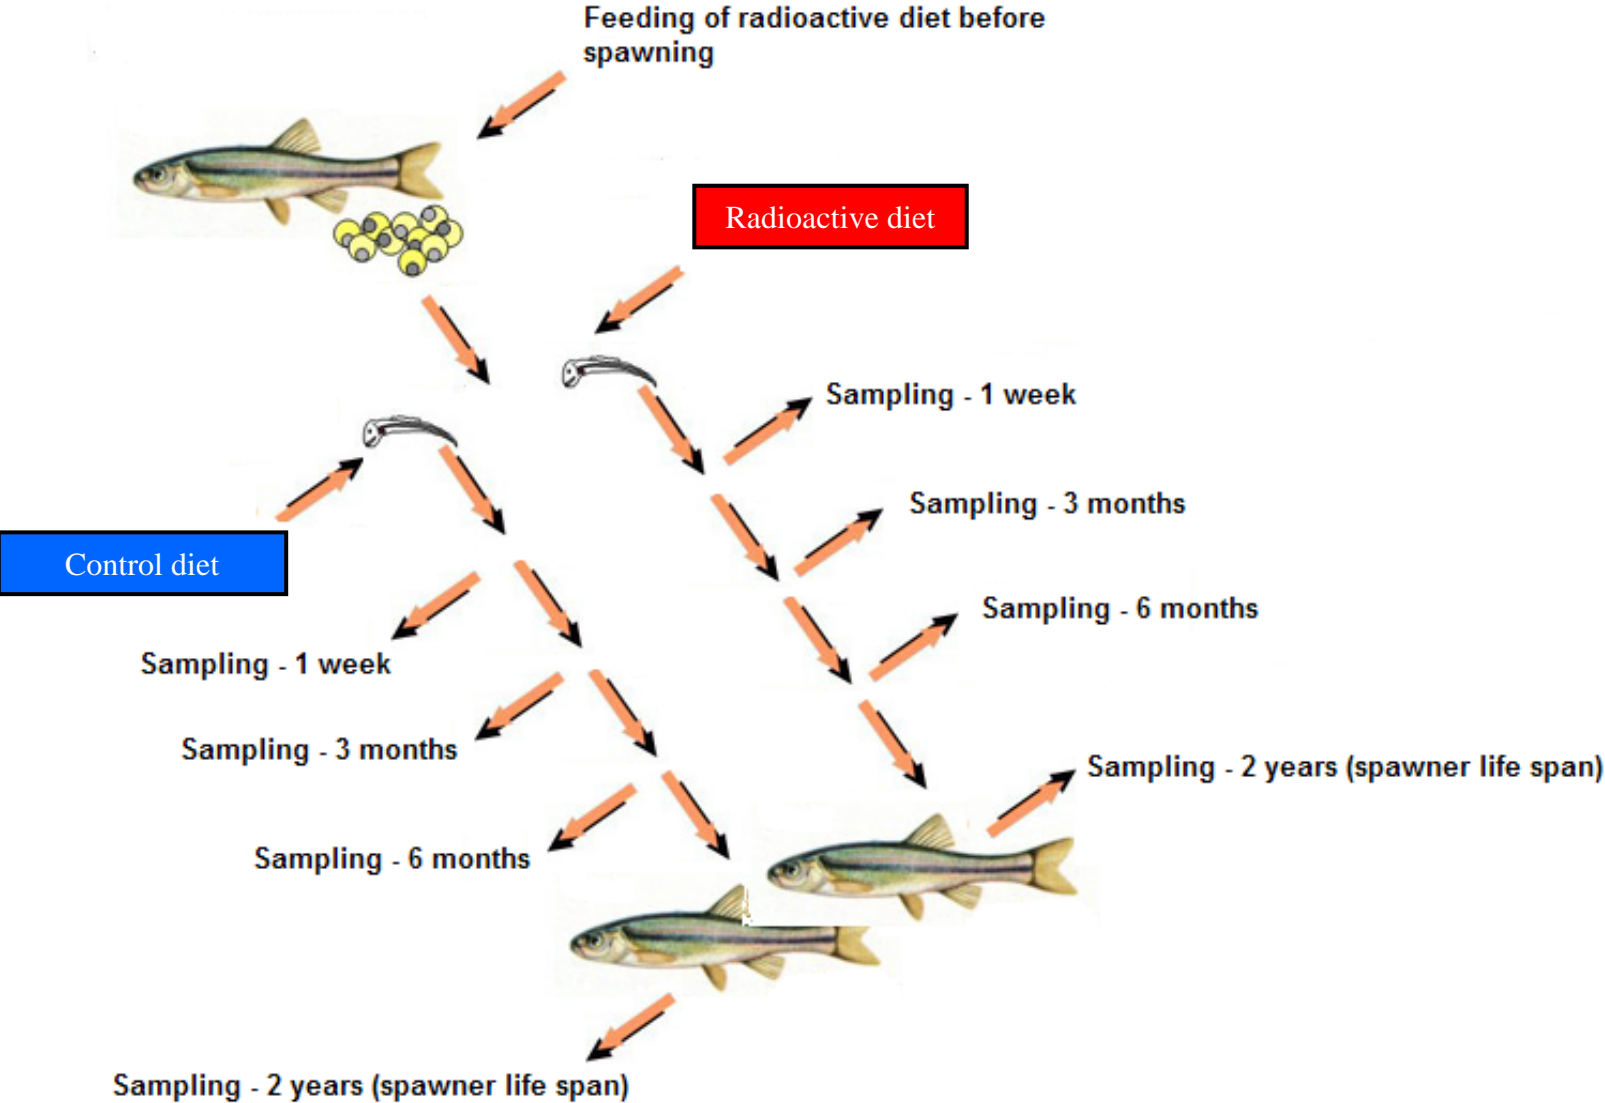 Feeding of radioactive diet before
spawning
Radioactive diet
Sampling - 1 week
Sampling - 3 months
Control diet
Sampling - 6 months
Sampling - 1 week
Sampling - 3 months
Sampling - 2 years (spawner life span)
Sampling - 6 months
Sampling - 2 years (spawner life span)